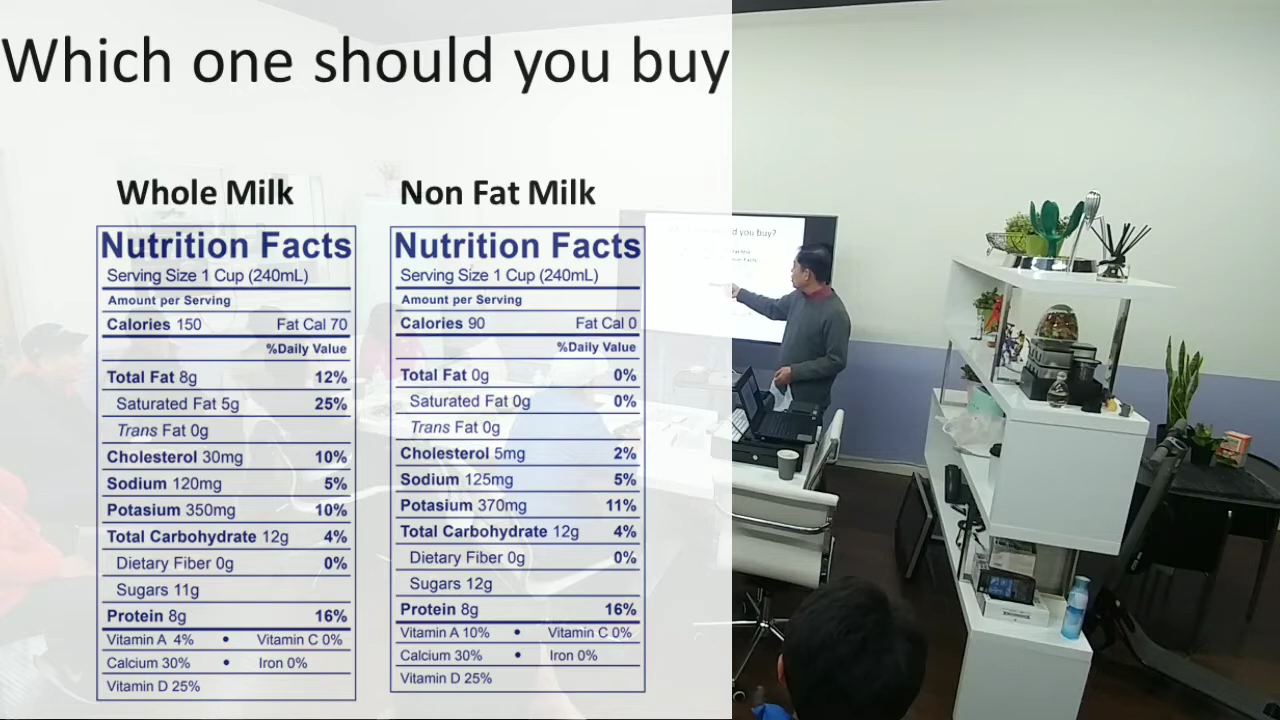 Which one should you buy
Whole Milk
Nutrition Facts
Serving Size 1 Cup (240mL)
Amount per Serving
Calories 150 Fat Cal 70
%Daily Value
Total Fat 8g 12%
Saturated Fat 5g 25%
Trans Fat 0g
Cholesterol 30mg 10%
Sodium 120mg 5%
Potasium 350mg 10%
Total Carbohydrate 12g 4%
Dietary Fiber 0g 0%
Sugars 11g
Protein 8g 16%
Vitamin A 4% • Vitamin C 0%
Calcium 30% • Iron 0%
Vitamin D 25%
Non Fat Milk
Nutrition Facts
Serving Size 1 Cup (240mL)
Amount per Serving
Calories 90 Fat Cal 0
%Daily Value
Total Fat 0g 0%
Saturated Fat 0g 0%
Trans Fat 0g
Cholesterol 5mg 2%
Sodium 125mg 5%
Potasium 370mg 11%
Total Carbohydrate 12g 4%
Dietary Fiber 0g 0%
Sugars 12g
Protein 8g 16%
Vitamin A 10% • Vitamin C 0%
Calcium 30% • Iron 0%
Vitamin D 25%
you buy?